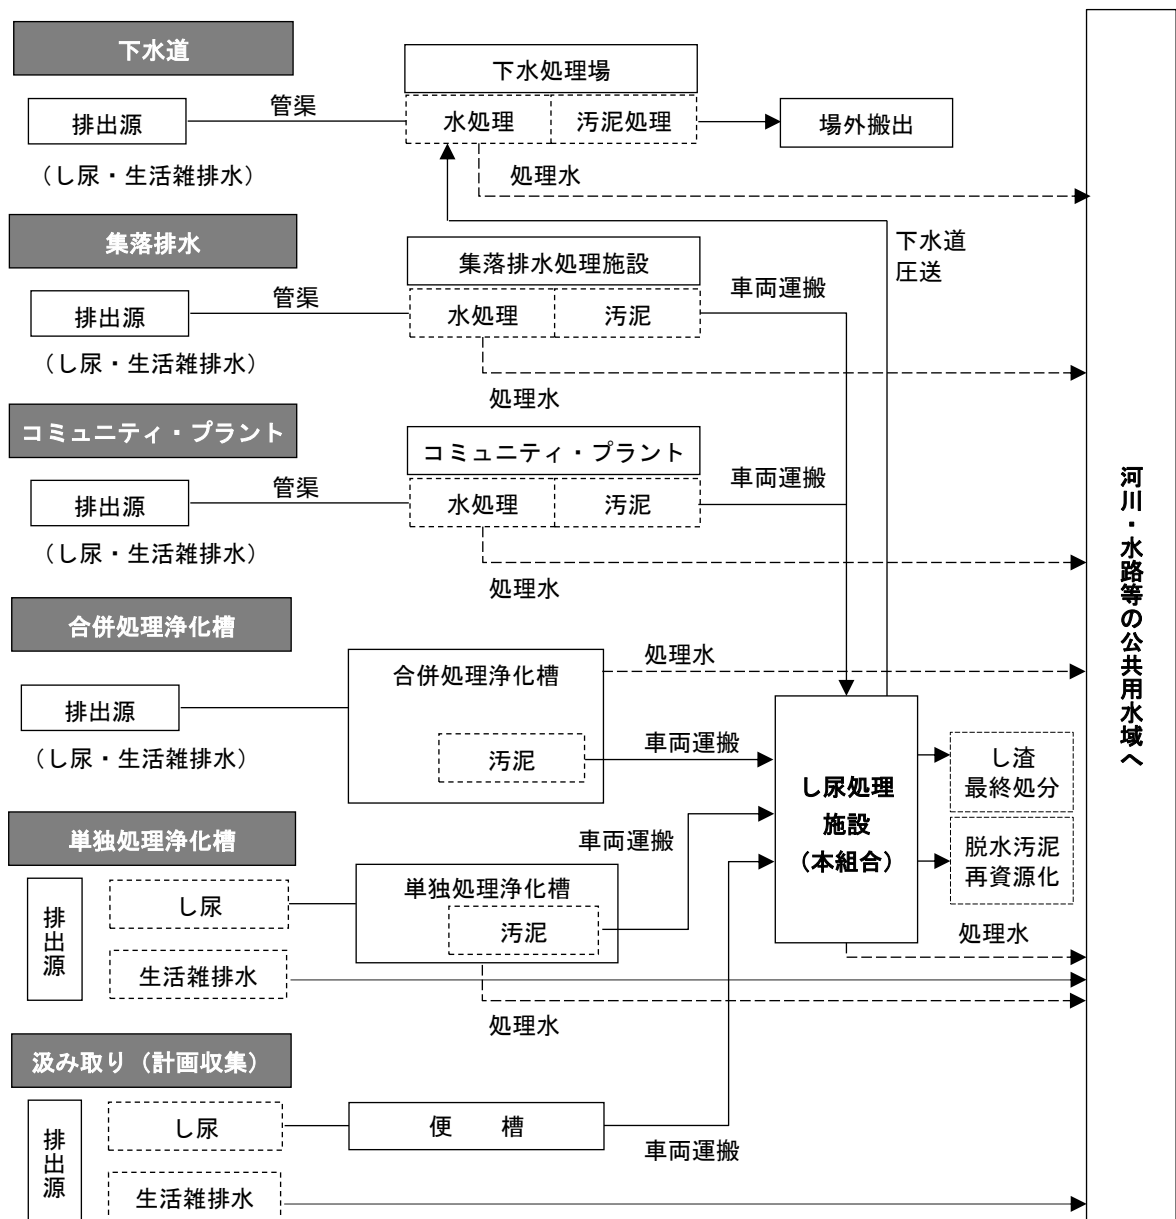 下水道
下水処理場
排出源
管渠
水処理
汚泥処理
場外搬出
(し尿・生活雑排水)
処理水
集落排水
下水道
圧送
集落排水処理施設
車両運搬
排出源
管渠
水処理
汚泥
(し尿・生活雑排水)
処理水
コミュニティ・プラント
コミュニティ・プラント
車両運搬
排出源
管渠
水処理
汚泥
(し尿・生活雑排水)
処理水
河川・水路等の公共用水域へ
合併処理浄化槽
処理水
合併処理浄化槽
排出源
汚泥
車両運搬
(し尿・生活雑排水)
し尿処理
施設
(本組合)
し渣
最終処分
脱水汚泥
再資源化
処理水
単独処理浄化槽
車両運搬
単独処理浄化槽
排出源
し尿
汚泥
生活雑排水
処理水
汲み取り(計画収集)
排出源
し尿
便 槽
車両運搬
生活雑排水